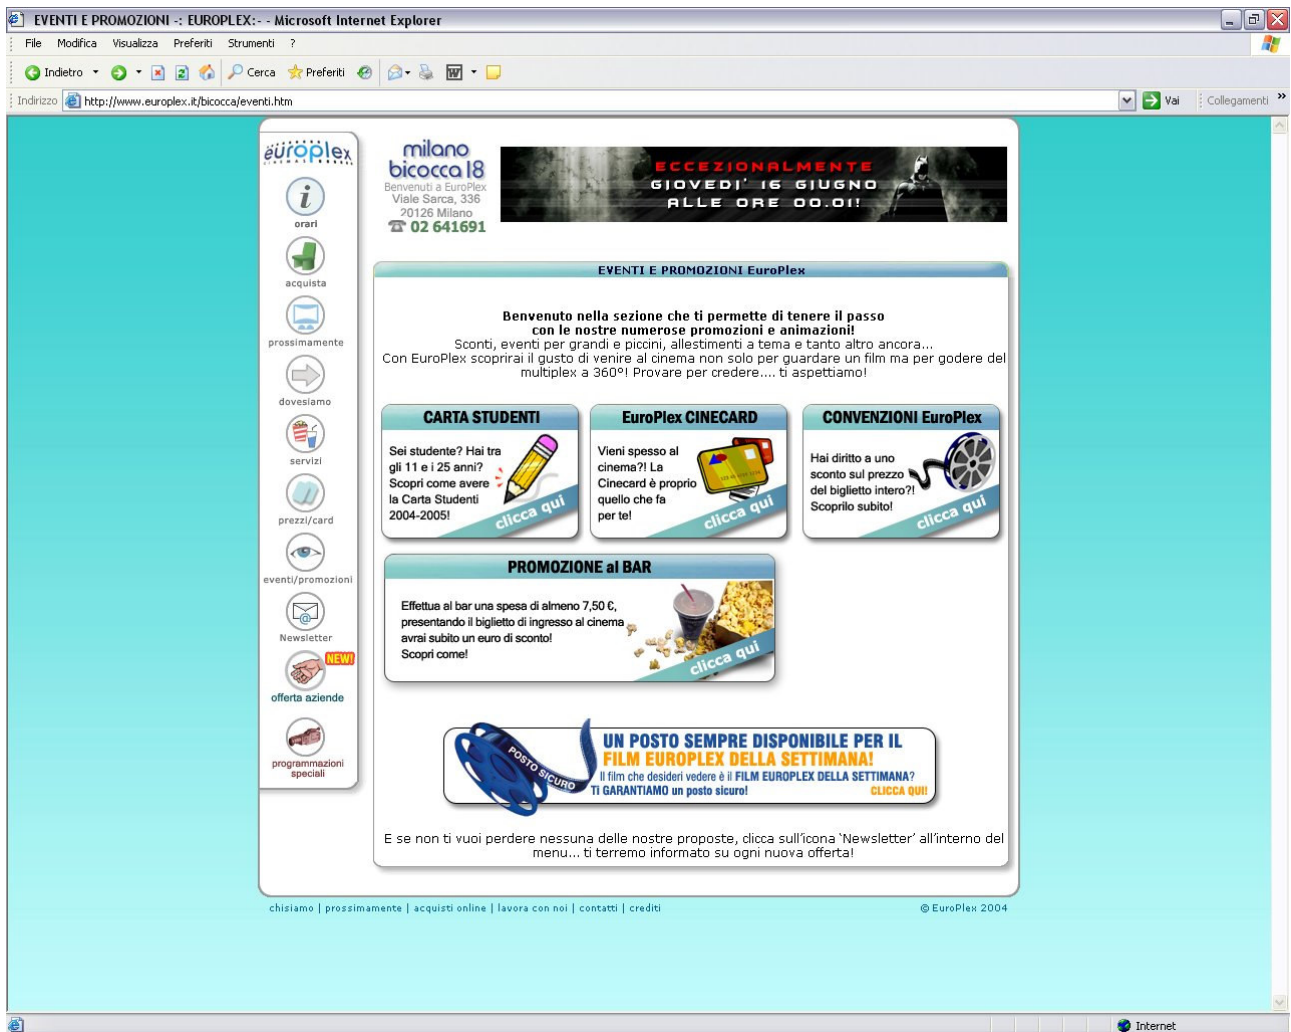 EVENTI E PROMOZIONI -: EUROPLEX:- - Microsoft Internet Explorer
File Modifica Visualizza Preferiti Strumenti ?
Indietro Cerca Preferiti
Indirizzo http://www.europlex.it/bicocca/eventi.htm Vai Collegamenti »
europlex
CINEMAS
orari
acquista
prossimamente
dovesiamo
servizi
prezzi/card
eventi/promozioni
Newsletter
NEW!
offerta aziende
programmazioni
speciali
milano
bicocca 18
Benvenuti a EuroPlex
Viale Sarca, 336
20126 Milano
☎ 02 641691
ECCEZIONALMENTE
GIOVEDI' 16 GIUGNO
ALLE ORE 00.01!
EVENTI E PROMOZIONI EuroPlex
Benvenuto nella sezione che ti permette di tenere il passo
con le nostre numerose promozioni e animazioni!
Sconti, eventi per grandi e piccini, allestimenti a tema e tanto altro ancora...
Con EuroPlex scoprirai il gusto di venire al cinema non solo per guardare un film ma per godere del
multiplex a 360º! Provare per credere.... ti aspettiamo!
CARTA STUDENTI
Sei studente? Hai tra
gli 11 e i 25 anni?
Scopri come avere
la Carta Studenti
2004-2005!
clicca qui
EuroPlex CINECARD
Vieni spesso al
cinema?! La
Cinecard è proprio
quello che fa
per te!
clicca qui
CONVENZIONI EuroPlex
Hai diritto a uno
sconto sul prezzo
del biglietto intero?!
Scoprilo subito!
clicca qui
PROMOZIONE al BAR
Effettua al bar una spesa di almeno 7,50 €,
presentando il biglietto di ingresso al cinema
avrai subito un euro di sconto!
Scopri come!
clicca qui
POSTO SICURO
UN POSTO SEMPRE DISPONIBILE PER IL
FILM EUROPLEX DELLA SETTIMANA!
Il film che desideri vedere è il FILM EUROPLEX DELLA SETTIMANA?
Ti GARANTIAMO un posto sicuro! CLICCA QUI!
E se non ti vuoi perdere nessuna delle nostre proposte, clicca sull'icona 'Newsletter' all'interno del
menu... ti terremo informato su ogni nuova offerta!
chisiamo | prossimamente | acquisti online | lavora con noi | contatti | crediti © EuroPlex 2004
Internet